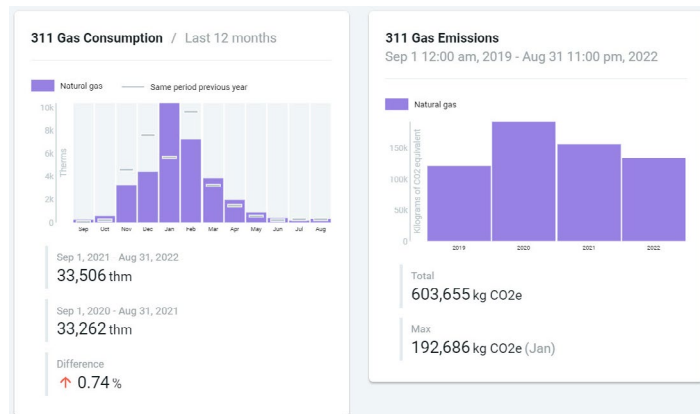 311 Gas Consumption / Last 12 months
Natural gas
Same period previous year
10k
8k
6k
4k
2k
0
Therms
Sep Oct Nov Dec Jan Feb Mar Apr May Jun Jul Aug
Sep 1, 2021 - Aug 31, 2022
33,506 thm
Sep 1, 2020 - Aug 31, 2021
33,262 thm
Difference
↑ 0.74 %
311 Gas Emissions
Sep 1 12:00 am, 2019 - Aug 31 11:00 pm, 2022
Natural gas
150k
100k
50k
0
Kilograms of CO2 equivalent
2019 2020 2021 2022
Total
603,655 kg CO2e
Max
192,686 kg CO2e (Jan)